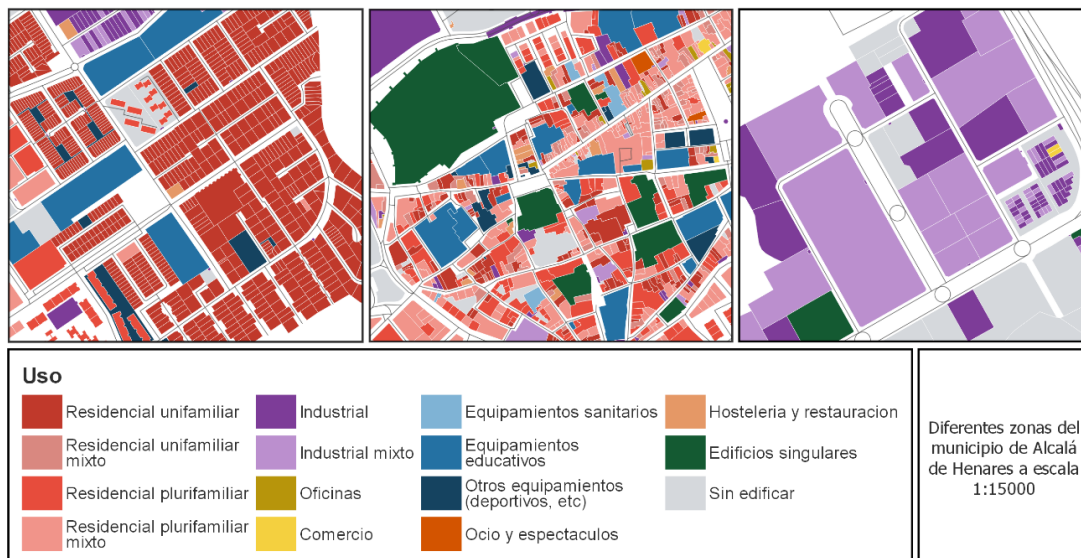 Uso
Residencial unifamiliar
Residencial unifamiliar
mixto
Residencial plurifamiliar
Residencial plurifamiliar
mixto
Industrial
Industrial mixto
Oficinas
Comercio
Equipamientos sanitarios
Equipamientos
educativos
Otros equipamientos
(deportivos, etc)
Ocio y espectaculos
Hosteleria y restauracion
Edificios singulares
Sin edificar
Diferentes zonas del
municipio de Alcalá
de Henares a escala
1:15000